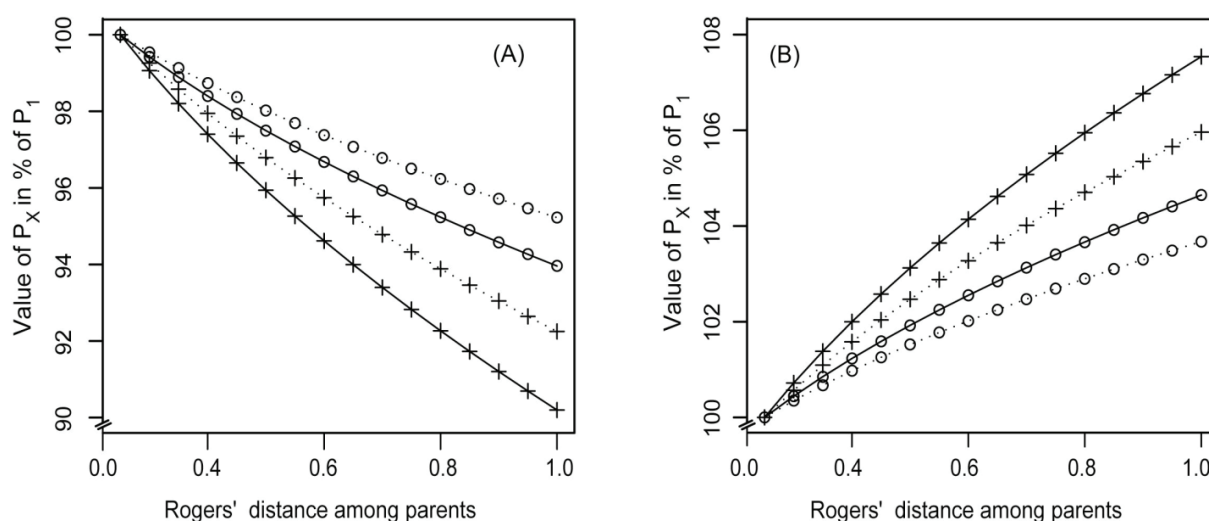 (A)
Value of P_X in % of P_1
100
98
96
94
92
90
0.0 0.4 0.6 0.8 1.0
Rogers' distance among parents
(B)
Value of P_X in % of P_1
108
106
104
102
100
0.0 0.4 0.6 0.8 1.0
Rogers' distance among parents